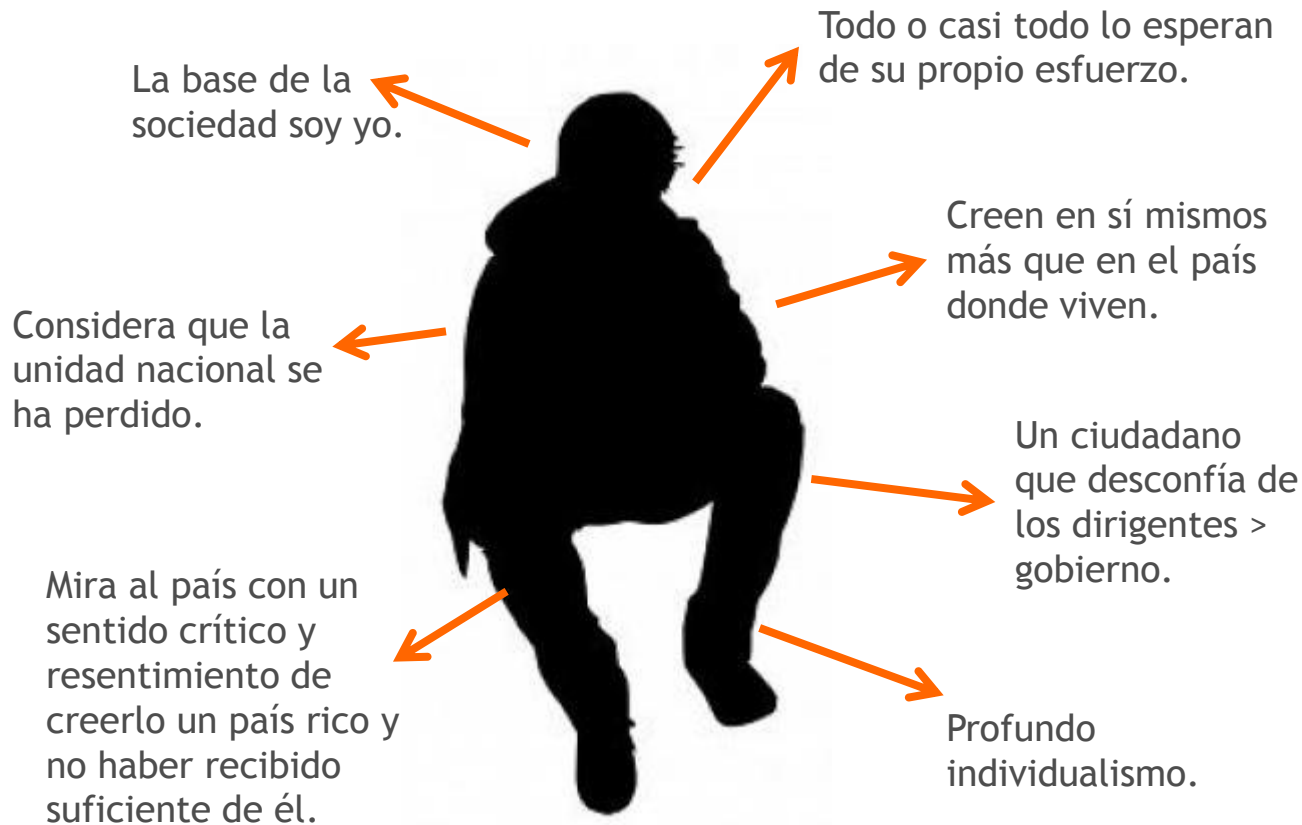 La base de la
sociedad soy yo.
Todo o casi todo lo esperan
de su propio esfuerzo.
Creen en sí mismos
más que en el país
donde viven.
Considera que la
unidad nacional se
ha perdido.
Un ciudadano
que desconfía de
los dirigentes >
gobierno.
Mira al país con un
sentido crítico y
resentimiento de
creerlo un país rico y
no haber recibido
suficiente de él.
Profundo
individualismo.